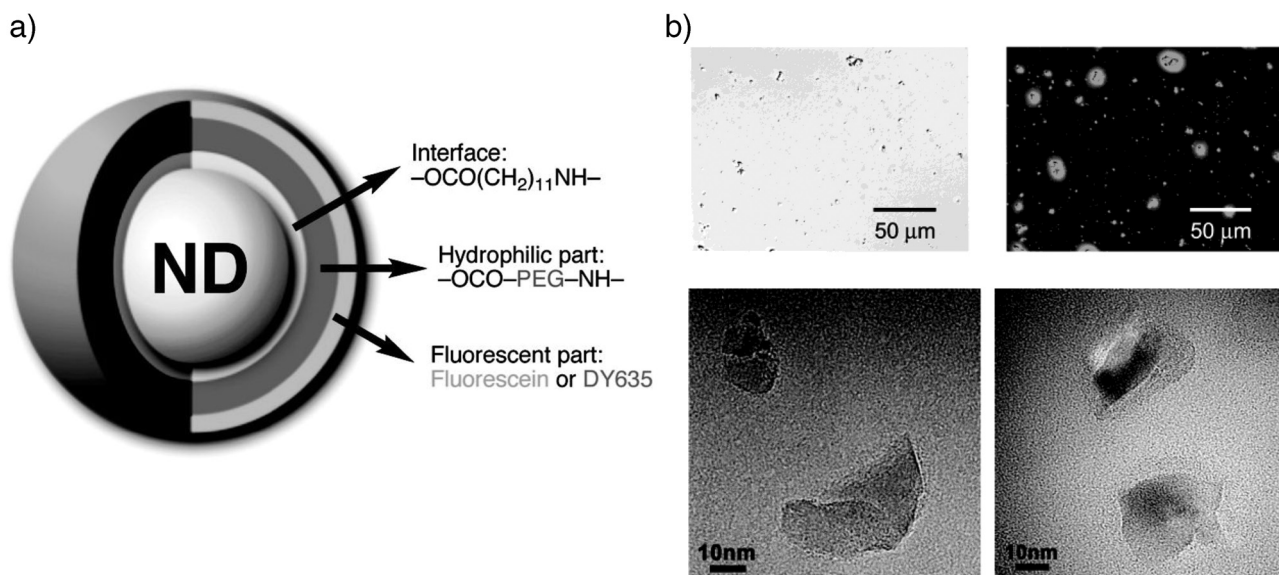 a)
ND
Interface:
–OCO(CH₂)₁₁NH–
Hydrophilic part:
–OCO–PEG–NH–
Fluorescent part:
Fluorescein or DY635
b)
50 μm
50 μm
10nm
10nm